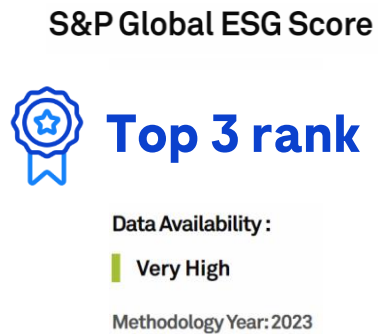 S&P Global ESG Score
Top 3 rank
Data Availability :
Very High
Methodology Year: 2023